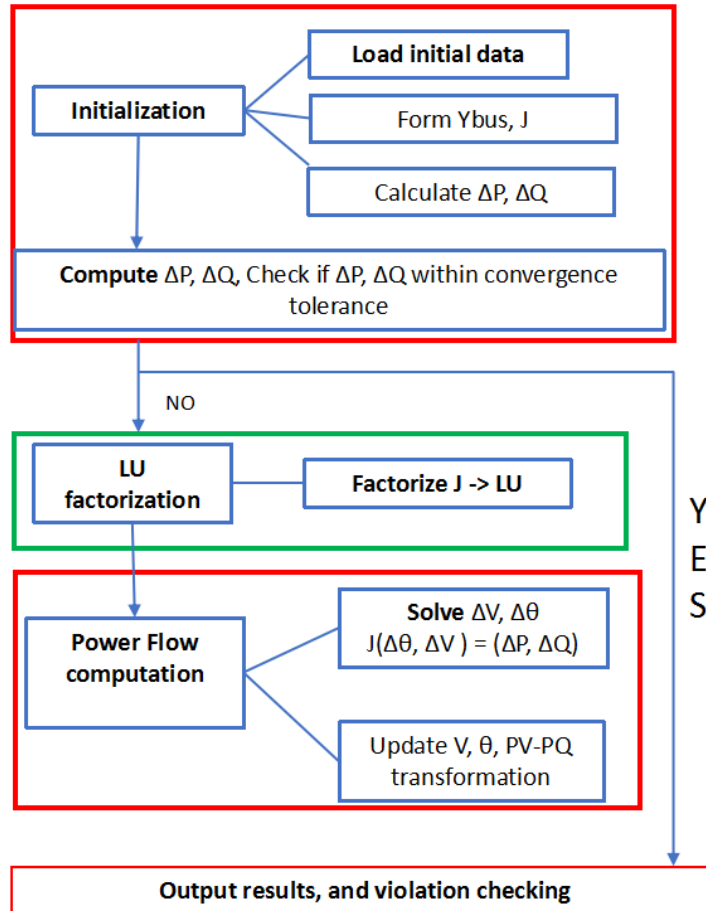 Load initial data
Initialization
Form Ybus, J
Calculate ΔP, ΔQ
Compute ΔP, ΔQ, Check if ΔP, ΔQ within convergence
tolerance
NO
LU
factorization
Factorize J -> LU
Y
E
S
Solve ΔV, Δθ
J(Δθ, ΔV ) = (ΔP, ΔQ)
Power Flow
computation
Update V, θ, PV-PQ
transformation
Output results, and violation checking